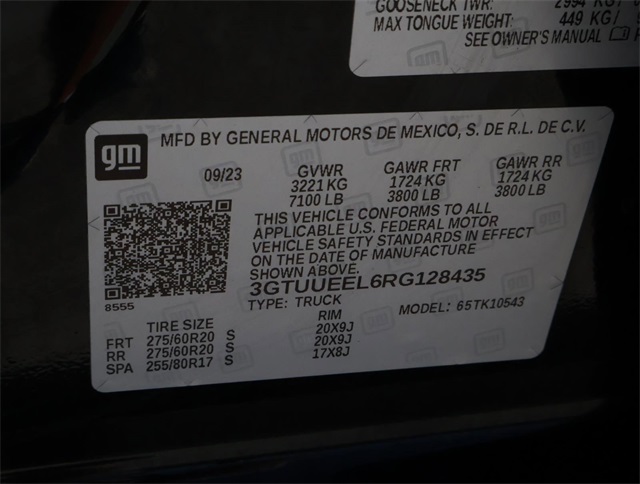 GOOSENECK TWR: 2994 KG/
MAX TONGUE WEIGHT: 449 KG/
SEE OWNER'S MANUAL
gm
MFD BY GENERAL MOTORS DE MEXICO, S. DE R.L. DE C.V.
09/23 GVWR GAWR FRT GAWR RR
3221 KG 1724 KG 1724 KG
7100 LB 3800 LB 3800 LB
THIS VEHICLE CONFORMS TO ALL
APPLICABLE U.S. FEDERAL MOTOR
VEHICLE SAFETY STANDARDS IN EFFECT
ON THE DATE OF MANUFACTURE
SHOWN ABOVE.
8555
3GTUUEEL6RG128435
TYPE: TRUCK MODEL: 65TK10543
TIRE SIZE RIM
FRT 275/60R20 S 20X9J
RR 275/60R20 S 20X9J
SPA 255/80R17 S 17X8J